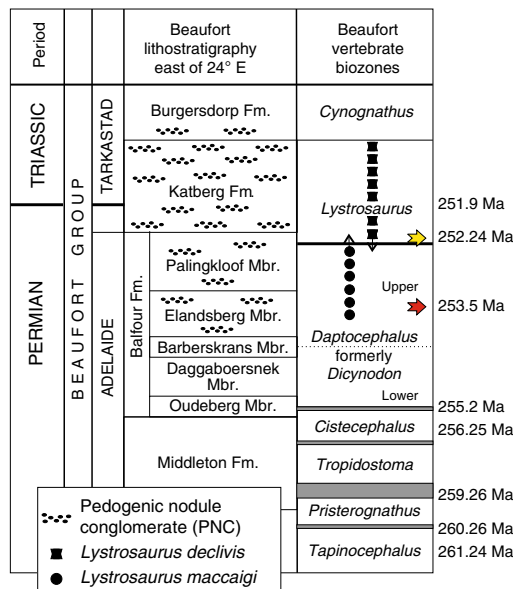 Period
Beaufort
lithostratigraphy
east of 24° E
Beaufort
vertebrate
biozones
TRIASSIC
PERMIAN
BEAUFORT GROUP
TARKASTAD
ADELAIDE
Burgersdorp Fm.
Katberg Fm.
Balfour Fm.
Palingkloof Mbr.
Elandsberg Mbr.
Barberskrans Mbr.
Daggaboersnek
Mbr.
Oudeberg Mbr.
Middleton Fm.
Cynognathus
Lystrosaurus
Upper
Daptocephalus
formerly
Dicynodon
Lower
Cistecephalus
Tropidostoma
Pristerognathus
Tapinocephalus
251.9 Ma
252.24 Ma
253.5 Ma
255.2 Ma
256.25 Ma
259.26 Ma
260.26 Ma
261.24 Ma
Pedogenic nodule
conglomerate (PNC)
Lystrosaurus declivis
Lystrosaurus maccaigi